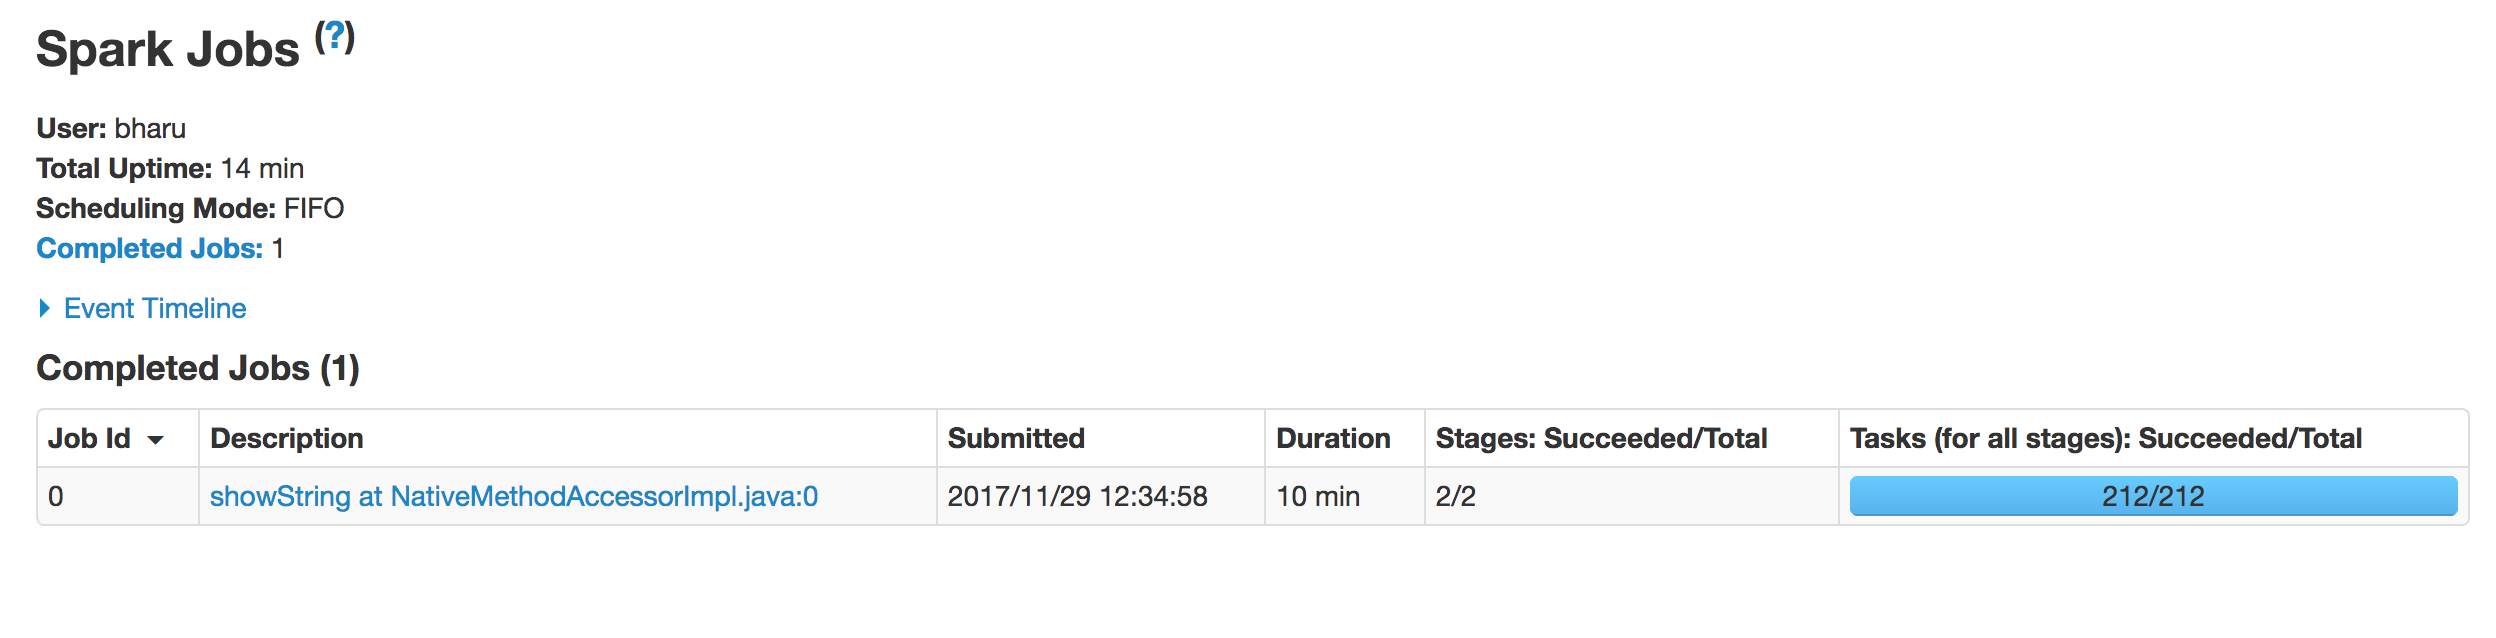 Spark Jobs (?)
User: bharu
Total Uptime: 14 min
Scheduling Mode: FIFO
Completed Jobs: 1
Event Timeline
Completed Jobs (1)
Job Id Description Submitted Duration Stages: Succeeded/Total Tasks (for all stages): Succeeded/Total
0 showString at NativeMethodAccessorImpl.java:0 2017/11/29 12:34:58 10 min 2/2 212/212